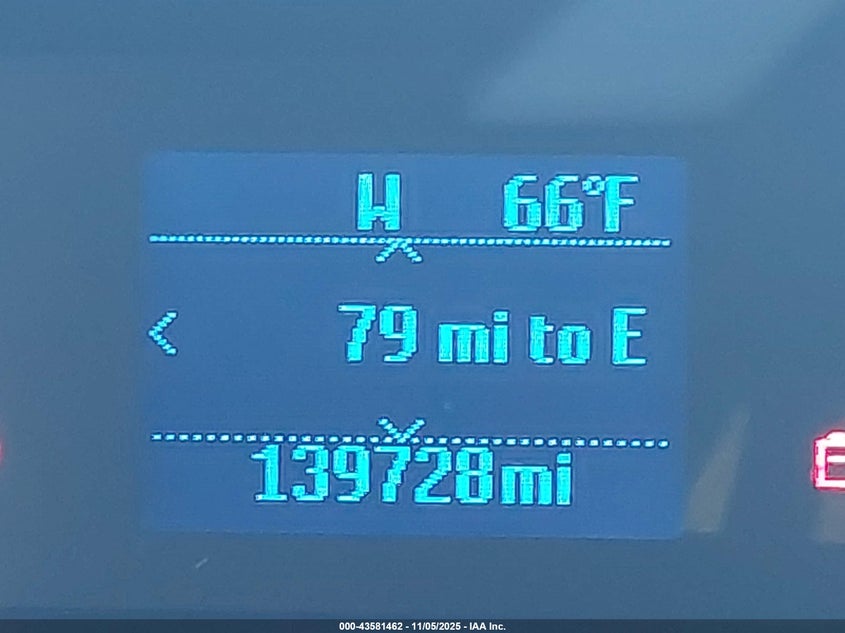 W 66°F
79 mi to E
139728mi
000-43581462 - 11/05/2025 - IAA Inc.